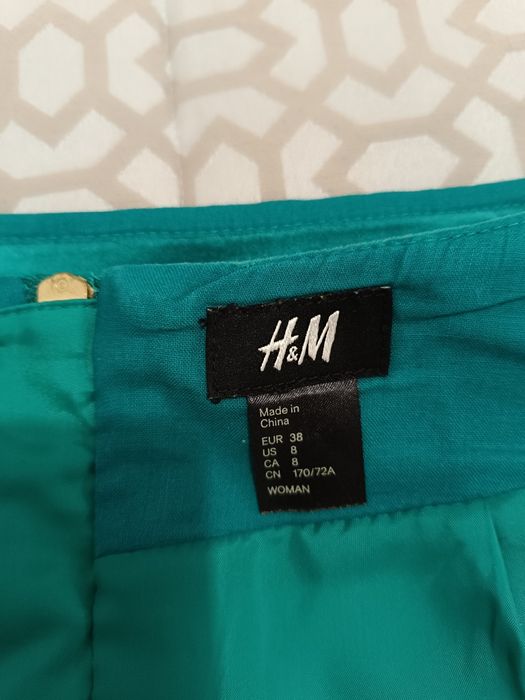 H&M
Made in
China
EUR 38
US 8
CA 8
CN 170/72A
WOMAN